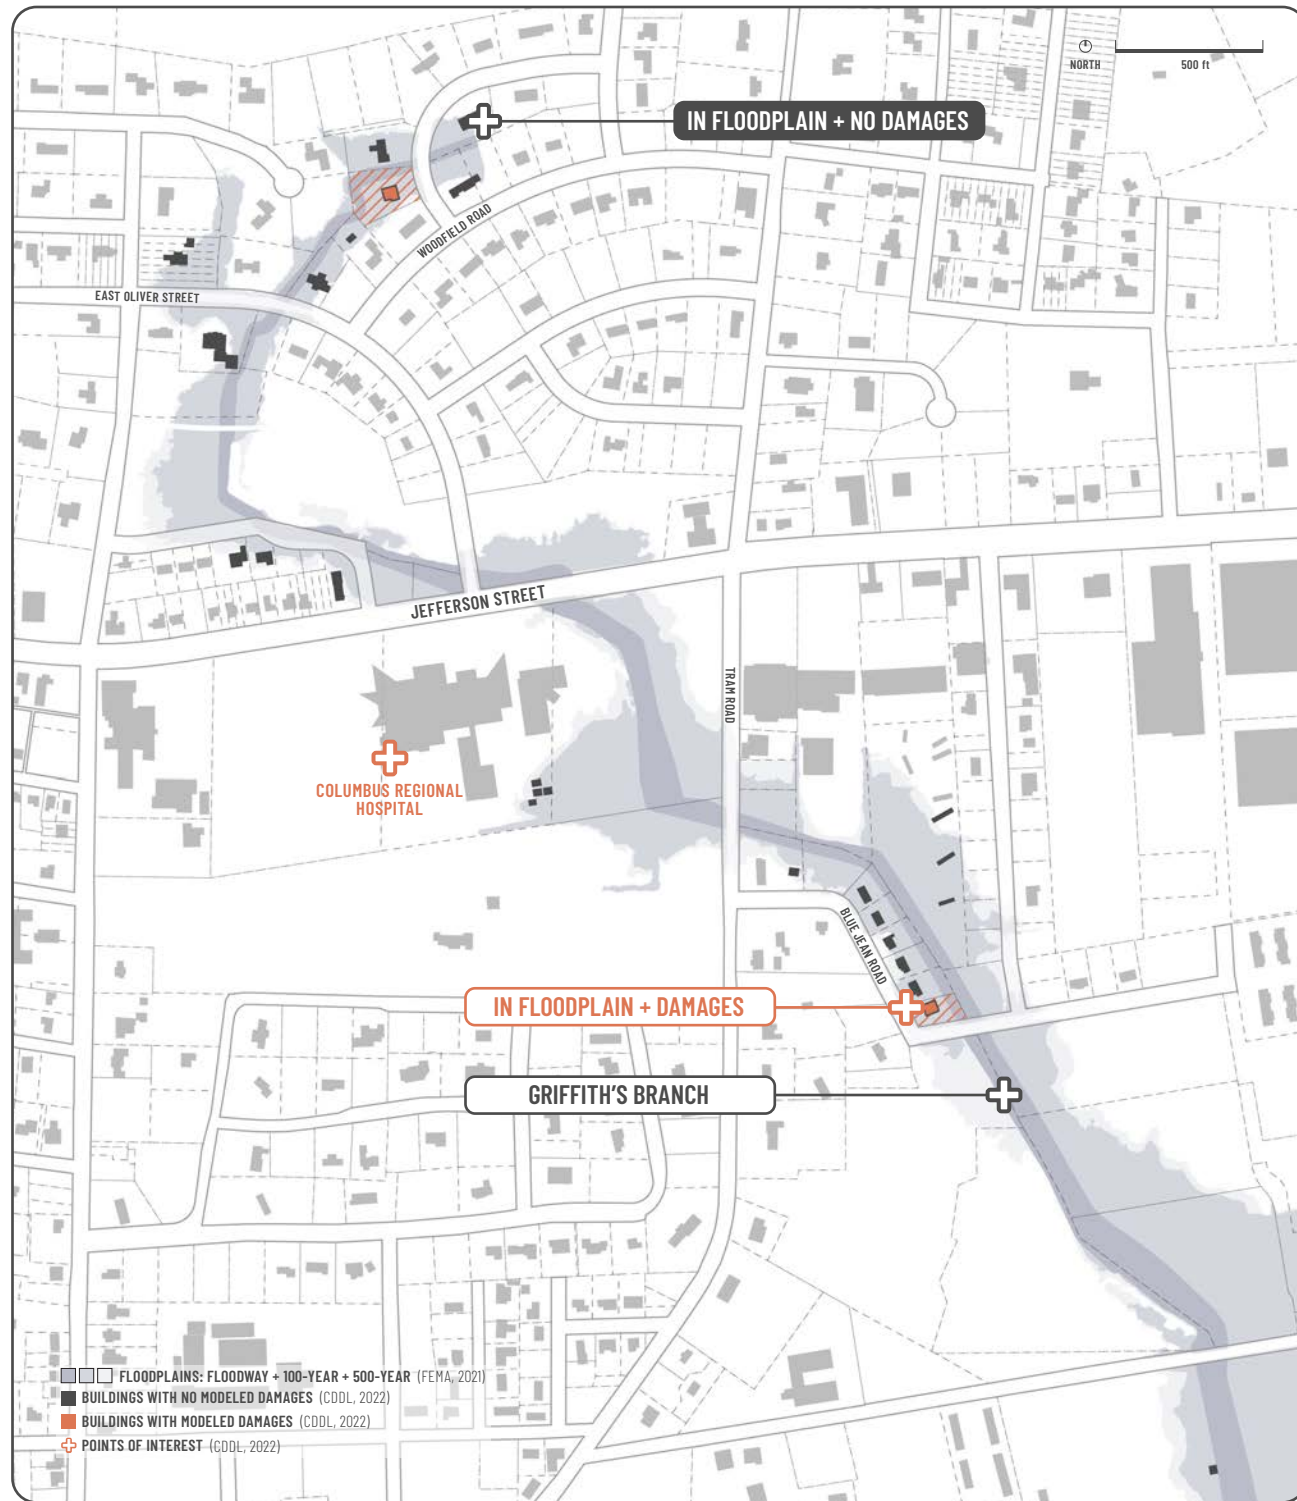 NORTH
500 ft
IN FLOODPLAIN + NO DAMAGES
WOODFIELD ROAD
EAST OLIVER STREET
JEFFERSON STREET
TRAM ROAD
COLUMBUS REGIONAL
HOSPITAL
BLUE JEAN ROAD
IN FLOODPLAIN + DAMAGES
GRIFFITH'S BRANCH
FLOODPLAINS: FLOODWAY + 100-YEAR + 500-YEAR (FEMA, 2021)
BUILDINGS WITH NO MODELED DAMAGES (CDDL, 2022)
BUILDINGS WITH MODELED DAMAGES (CDDL, 2022)
POINTS OF INTEREST (CDDL, 2022)